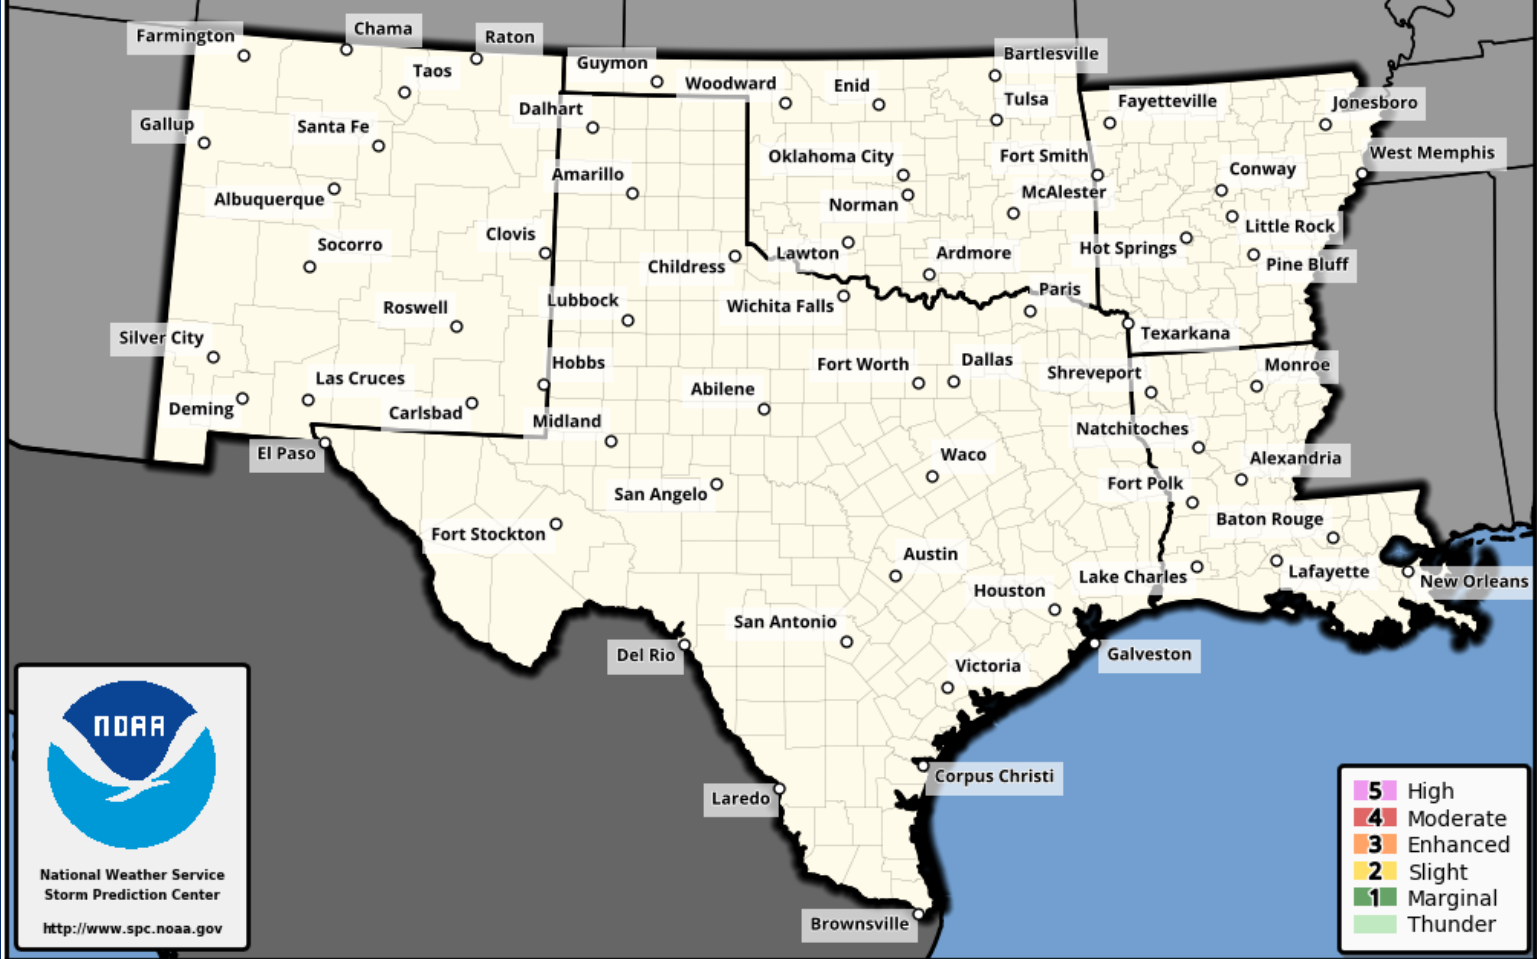 Farmington
Chama
Raton
Taos
Guymon
Woodward
Enid
Bartlesville
Tulsa
Fayetteville
Jonesboro
Dalhart
Gallup
Santa Fe
Oklahoma City
Fort Smith
West Memphis
Conway
Amarillo
Albuquerque
Norman
McAlester
Little Rock
Clovis
Socorro
Childress
Lawton
Ardmore
Hot Springs
Pine Bluff
Roswell
Lubbock
Wichita Falls
Paris
Texarkana
Silver City
Hobbs
Fort Worth
Dallas
Shreveport
Monroe
Las Cruces
Abilene
Deming
Carlsbad
Midland
Natchitoches
El Paso
Waco
Alexandria
San Angelo
Fort Polk
Fort Stockton
Baton Rouge
Austin
Houston
Lake Charles
Lafayette
New Orleans
San Antonio
Del Rio
Victoria
Galveston
Corpus Christi
Laredo
Brownsville
NOAA
National Weather Service
Storm Prediction Center
http://www.spc.noaa.gov
5 High
4 Moderate
3 Enhanced
2 Slight
1 Marginal
Thunder